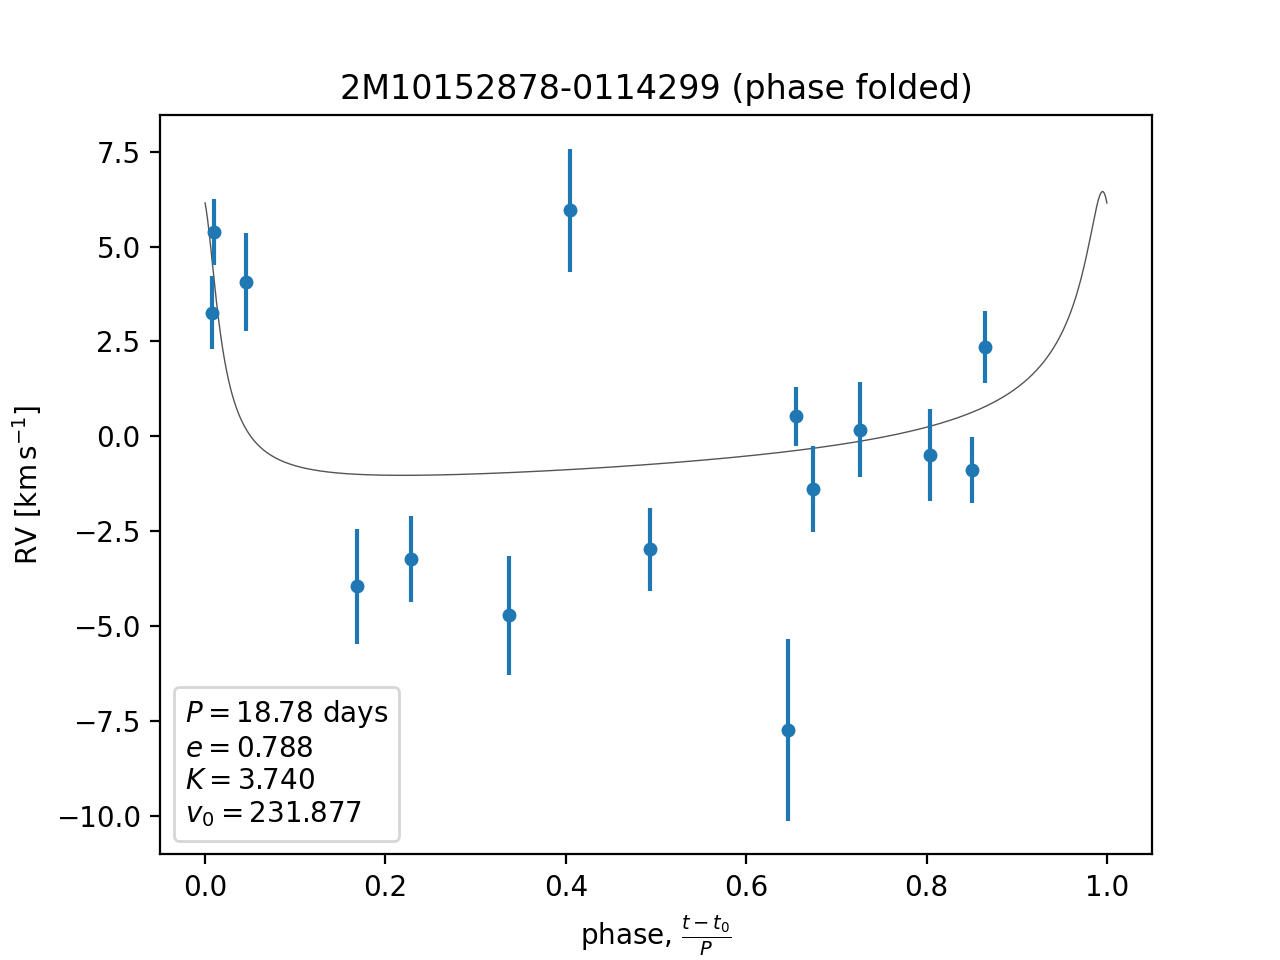 2M10152878-0114299 (phase folded)
RV [km s⁻¹]
7.5
5.0
2.5
0.0
−2.5
−5.0
−7.5
−10.0
P = 18.78 days
e = 0.788
K = 3.740
v₀ = 231.877
0.0 0.2 0.4 0.6 0.8 1.0
phase, (t − t₀)/P